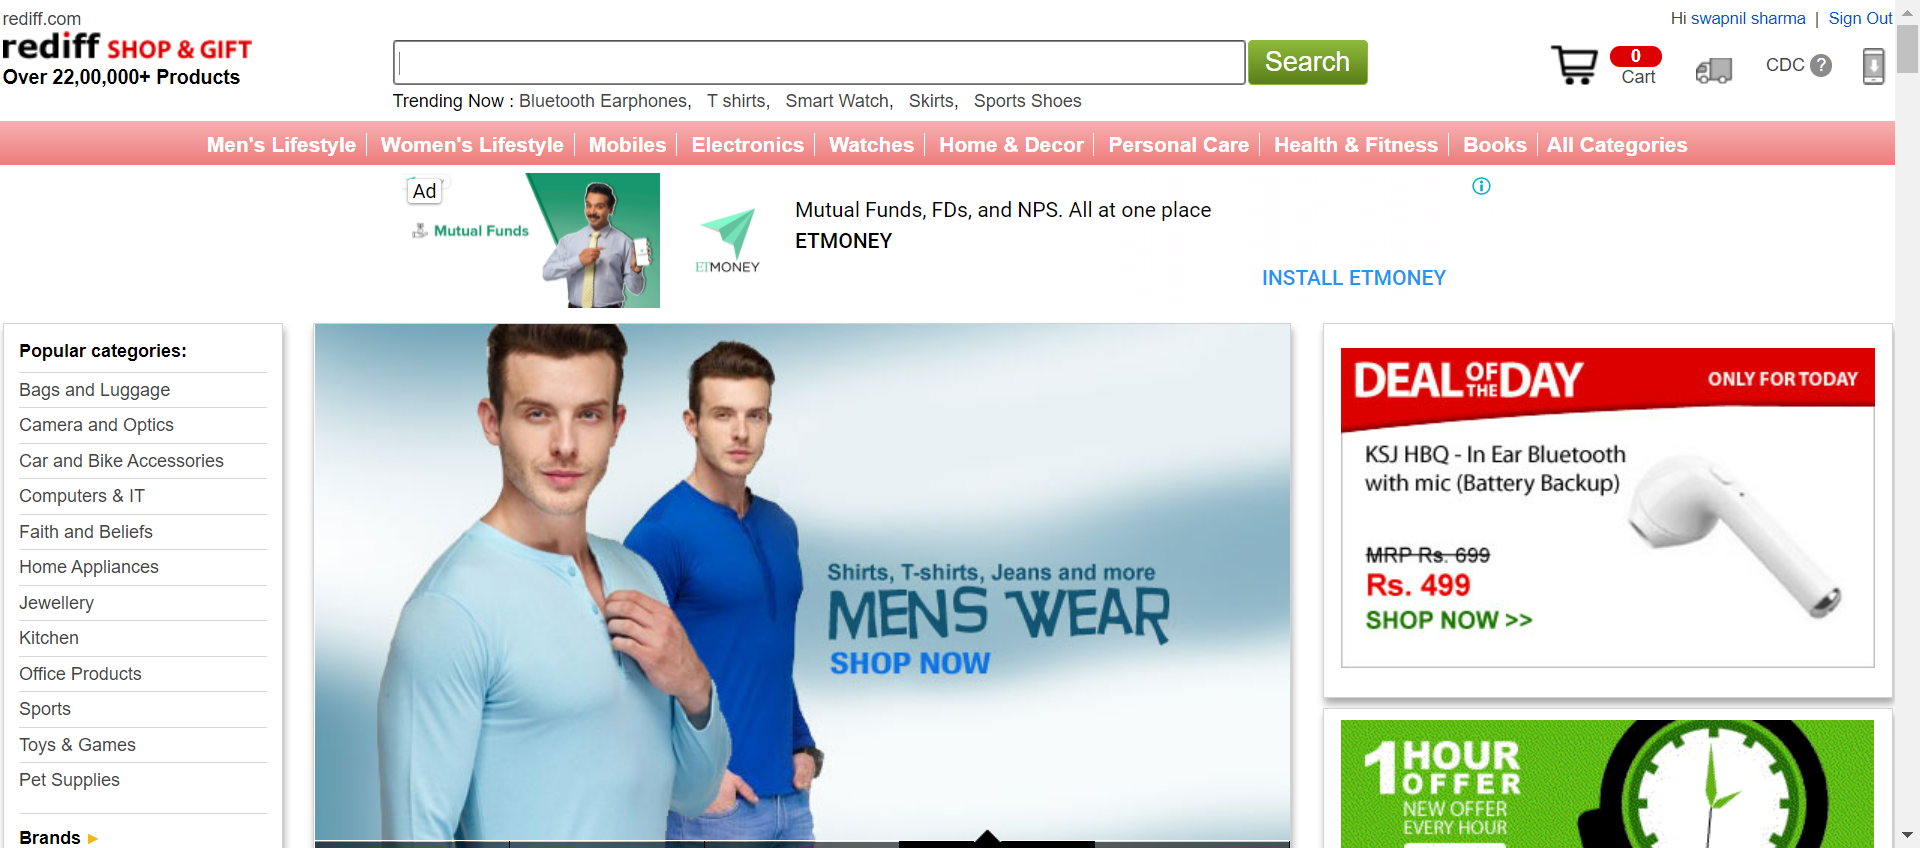 rediff.com
Hi swapnil sharma | Sign Out
rediff SHOP & GIFT
Over 22,00,000+ Products
Search
0
Cart
CDC ?
Trending Now : Bluetooth Earphones, T shirts, Smart Watch, Skirts, Sports Shoes
Men's Lifestyle Women's Lifestyle Mobiles Electronics Watches Home & Decor Personal Care Health & Fitness Books All Categories
Ad
Mutual Funds
ETMONEY
Mutual Funds, FDs, and NPS. All at one place
ETMONEY
INSTALL ETMONEY
Popular categories:
Bags and Luggage
Camera and Optics
Car and Bike Accessories
Computers & IT
Faith and Beliefs
Home Appliances
Jewellery
Kitchen
Office Products
Sports
Toys & Games
Pet Supplies
Brands
Shirts, T-shirts, Jeans and more
MENS WEAR
SHOP NOW
DEAL OF THE DAY
ONLY FOR TODAY
KSJ HBQ - In Ear Bluetooth
with mic (Battery Backup)
MRP Rs. 699
Rs. 499
SHOP NOW >>
1 HOUR
OFFER
NEW OFFER
EVERY HOUR